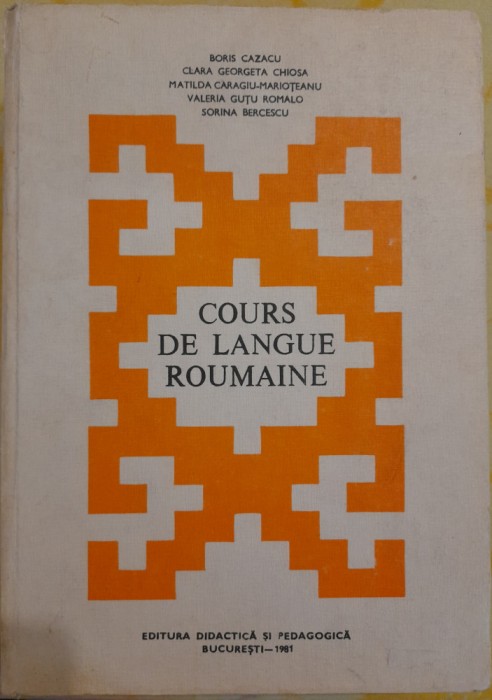 BORIS CAZACU
CLARA GEORGETA CHIOSA
MATILDA CARAGIU-MARIOȚEANU
VALERIA GUȚU ROMALO
SORINA BERCESCU
COURS
DE LANGUE
ROUMAINE
EDITURA DIDACTICĂ ȘI PEDAGOGICĂ
BUCUREȘTI—1981